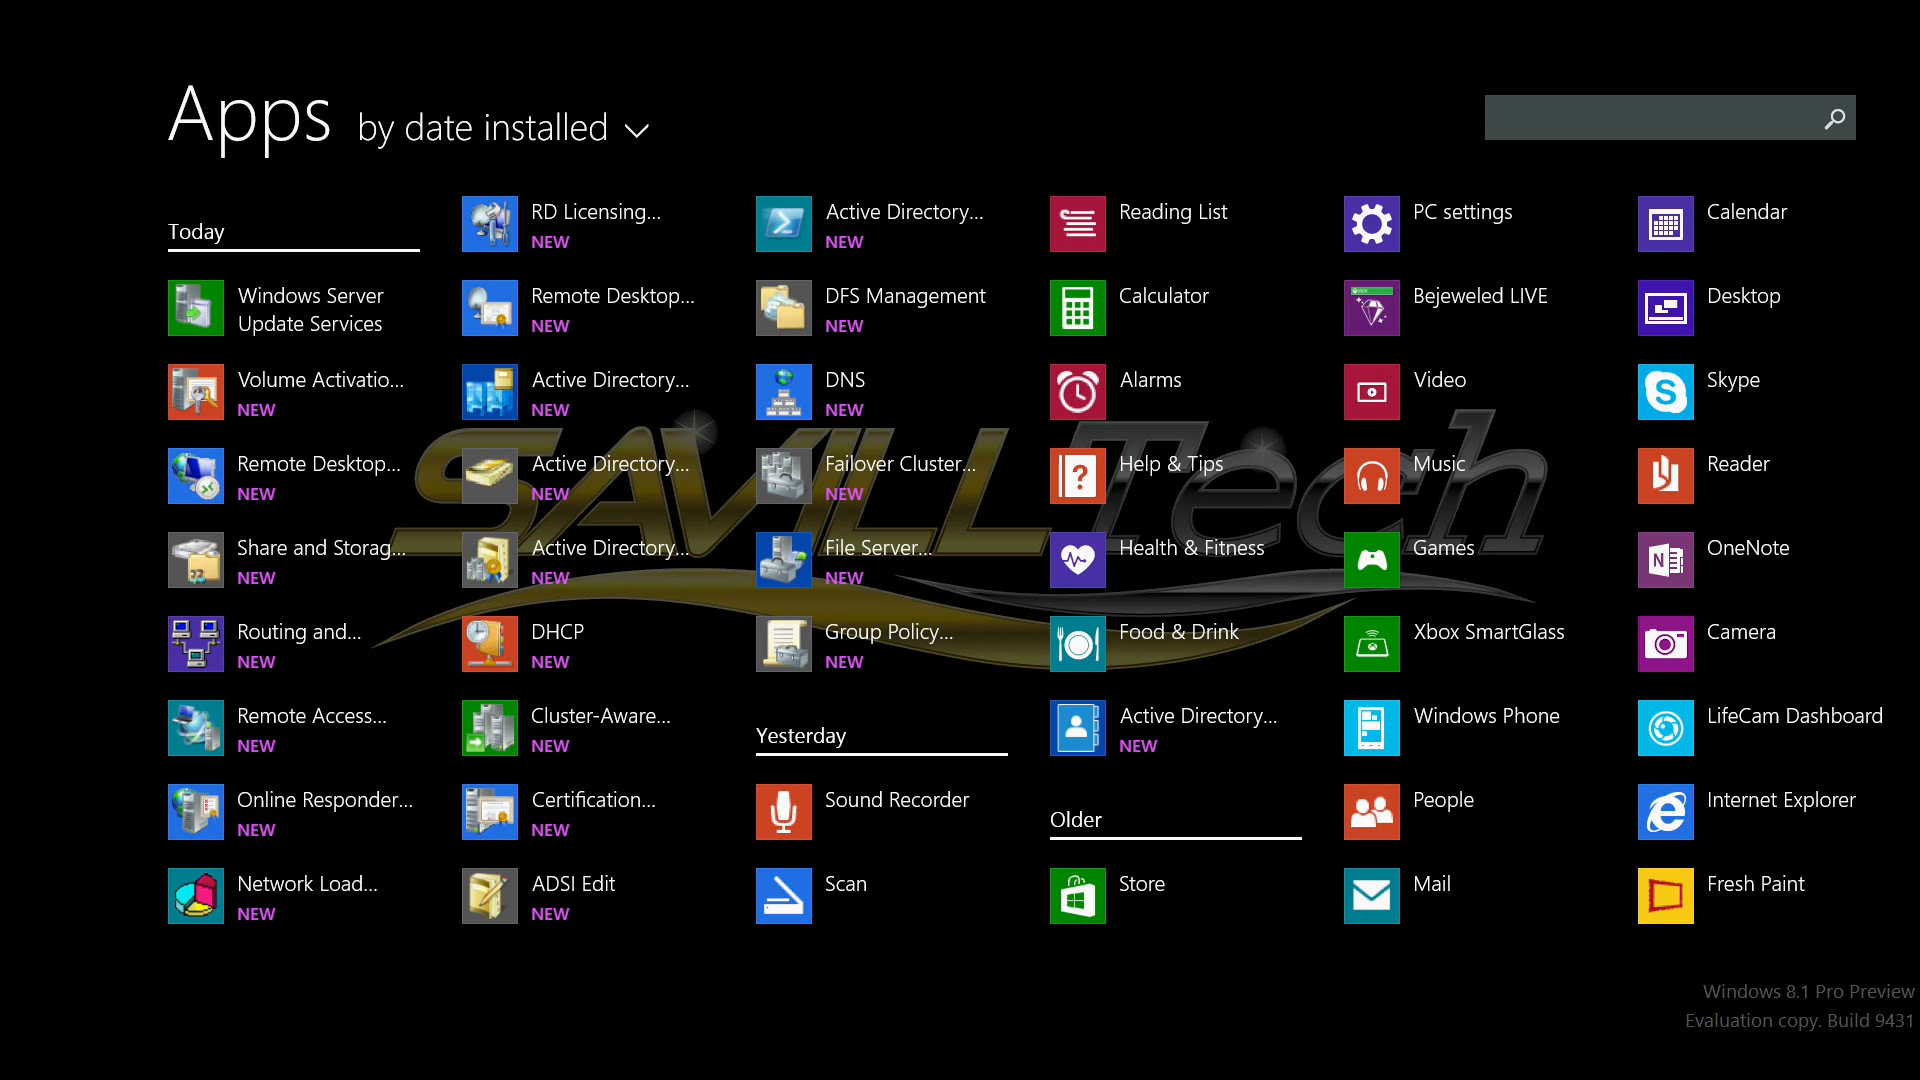 Apps by date installed
Today
Windows Server
Update Services
Volume Activatio...
NEW
Remote Desktop...
NEW
Share and Storag...
NEW
Routing and...
NEW
Remote Access...
NEW
Online Responder...
NEW
Network Load...
NEW
RD Licensing...
NEW
Remote Desktop...
NEW
Active Directory...
NEW
Active Directory...
NEW
Active Directory...
NEW
DHCP
NEW
Cluster-Aware...
NEW
Certification...
NEW
ADSI Edit
NEW
Active Directory...
NEW
DFS Management
NEW
DNS
NEW
Failover Cluster...
NEW
File Server...
NEW
Group Policy...
NEW
Yesterday
Sound Recorder
Scan
Reading List
Calculator
Alarms
Help & Tips
Health & Fitness
Food & Drink
Active Directory...
NEW
Older
Store
PC settings
Bejeweled LIVE
Video
Music
Games
Xbox SmartGlass
Windows Phone
People
Mail
Calendar
Desktop
Skype
Reader
OneNote
Camera
LifeCam Dashboard
Internet Explorer
Fresh Paint
SAVILLTech
Windows 8.1 Pro Preview
Evaluation copy. Build 9431